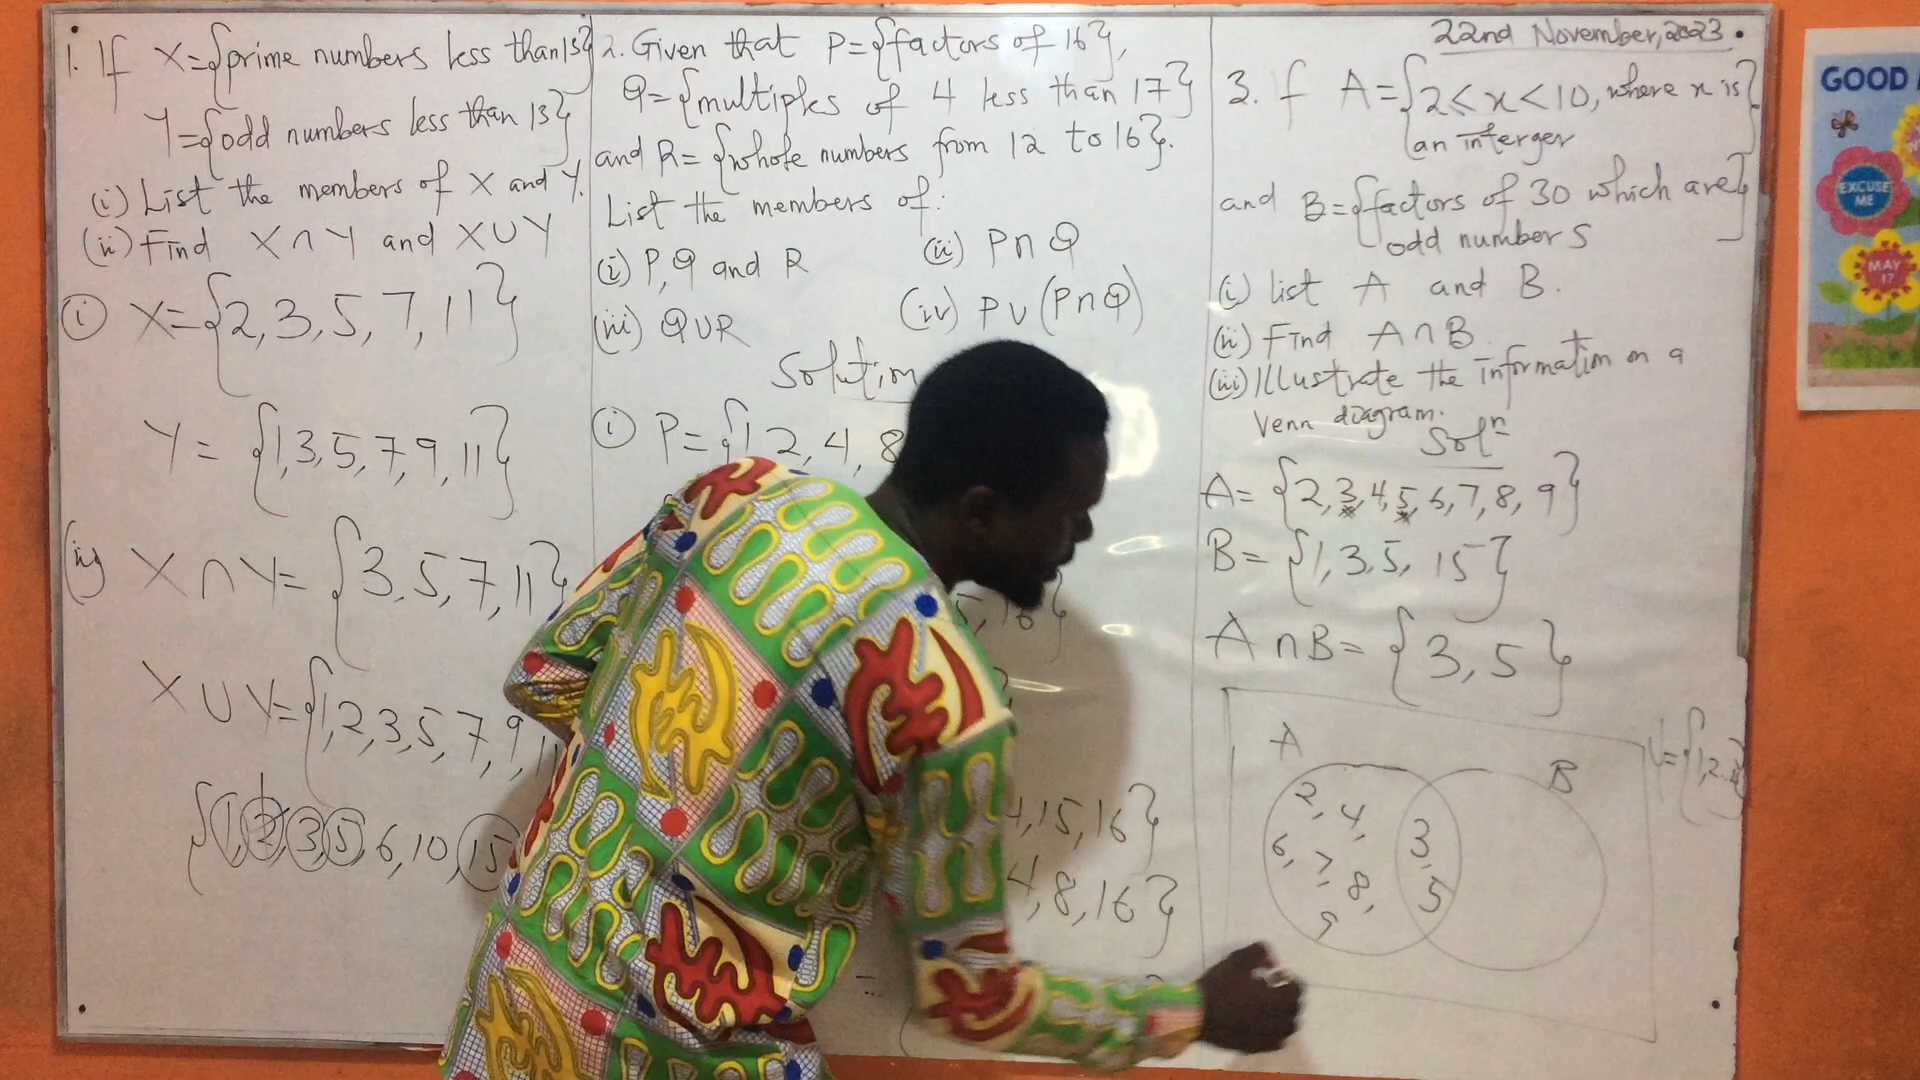 1. If X={prime numbers less than 13}
Y={odd numbers less than 13}
(i) List the members of X and Y.
(ii) Find X∩Y and X∪Y
(i) X={2,3,5,7,11}
Y={1,3,5,7,9,11}
(ii) X∩Y={3,5,7,11}
X∪Y={1,2,3,5,7,9,11
{1,2,3,5,6,10,15
2. Given that P={factors of 16},
Q={multiples of 4 less than 17}
and R={whole numbers from 12 to 16}.
List the members of:
(i) P,Q and R
(ii) P∩Q
(iii) Q∪R
(iv) P∪(P∩Q)
Solution
(i) P={1,2,4,8
5,16}
4,15,16}
4,8,16}
=
22nd November,2023.
3. If A={2≤x<10, where x is
an interger}
and B={factors of 30 which are
odd numbers}
(i) list A and B.
(ii) Find A∩B.
(iii) Illustrate the information on a
Venn diagram.
Solⁿ
A={2,3,4,5,6,7,8,9}
B={1,3,5,15}
A∩B={3,5}
A
B
2,4,
6,7,8,
9
3,
5
GOOD
EXCUSE
ME
MAY
I?